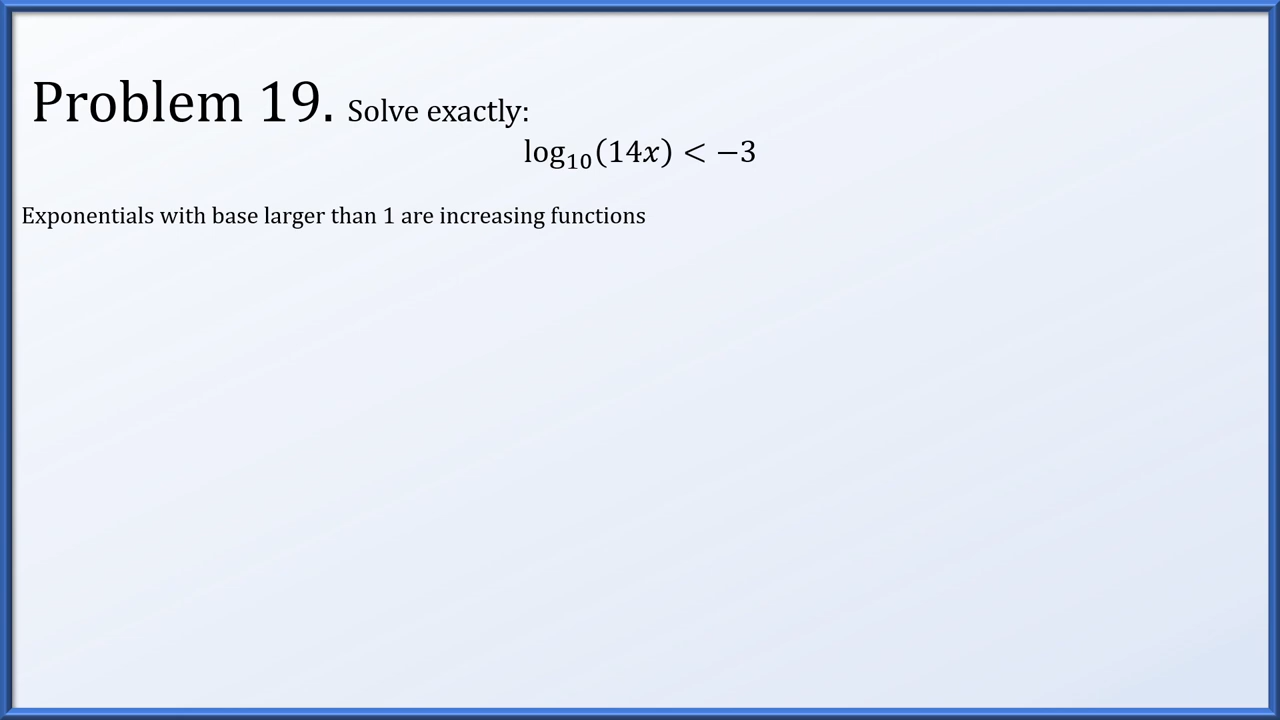 Problem 19. Solve exactly:
log₁₀(14x) < −3
Exponentials with base larger than 1 are increasing functions